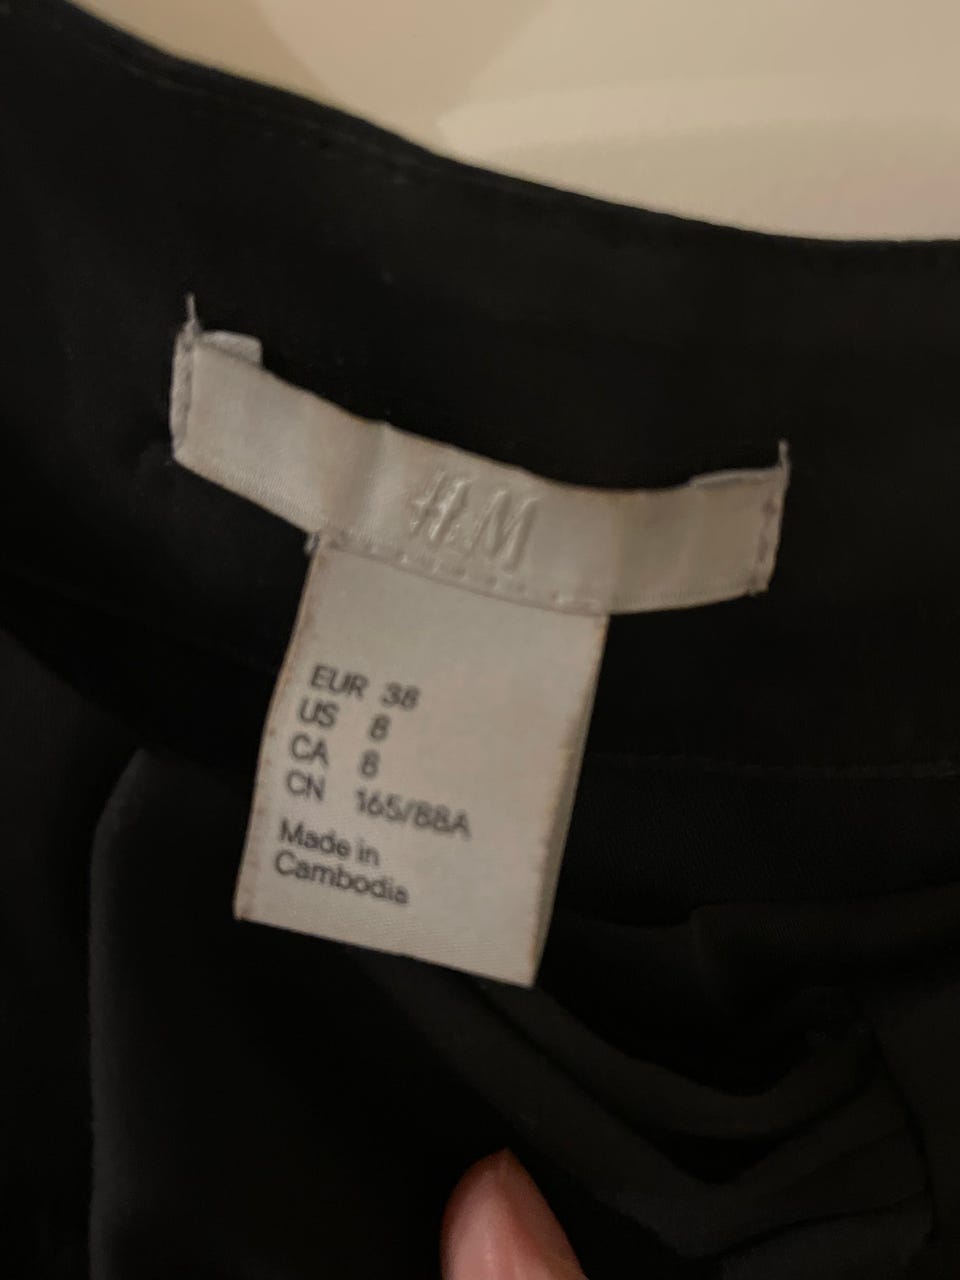 H&M
EUR 38
US 8
CA 8
CN 165/88A
Made in
Cambodia